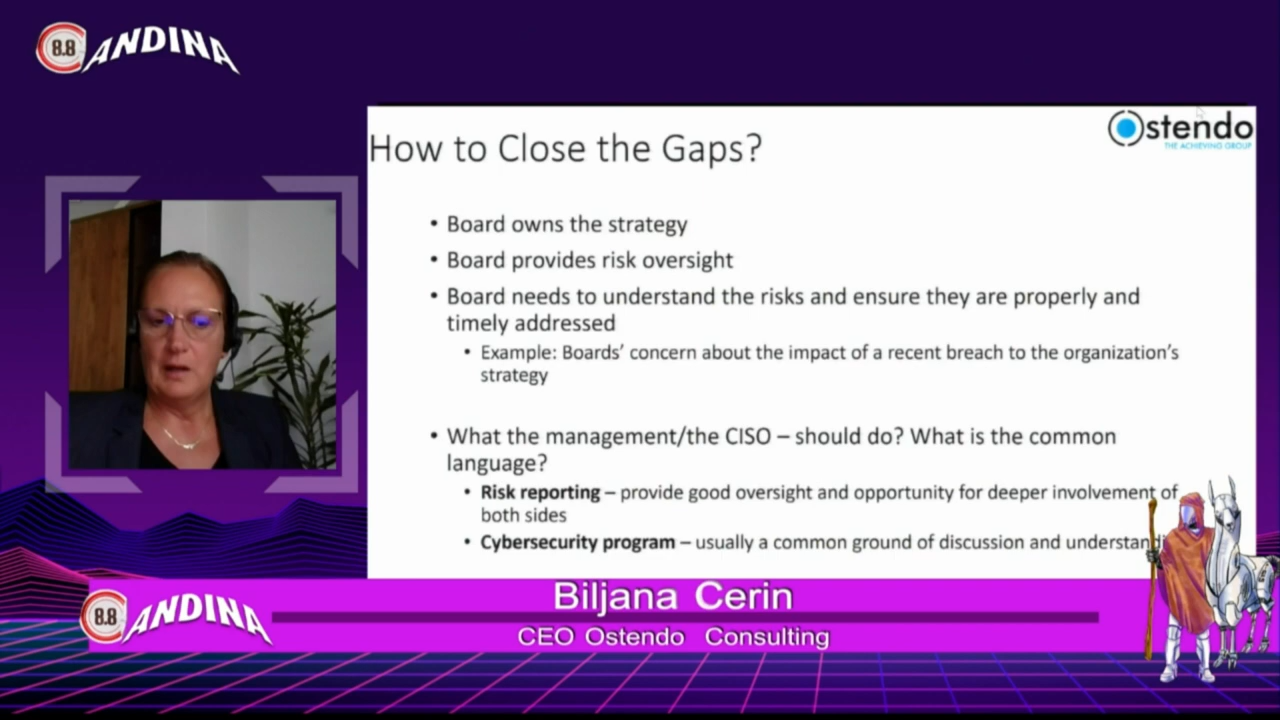 8.8 ANDINA
How to Close the Gaps?
Ostendo
THE ACHIEVING GROUP
• Board owns the strategy
• Board provides risk oversight
• Board needs to understand the risks and ensure they are properly and
timely addressed
• Example: Boards’ concern about the impact of a recent breach to the organization’s
strategy
• What the management/the CISO – should do? What is the common
language?
• Risk reporting – provide good oversight and opportunity for deeper involvement of
both sides
• Cybersecurity program – usually a common ground of discussion and
8.8 ANDINA
Biljana Cerin
CEO Ostendo Consulting